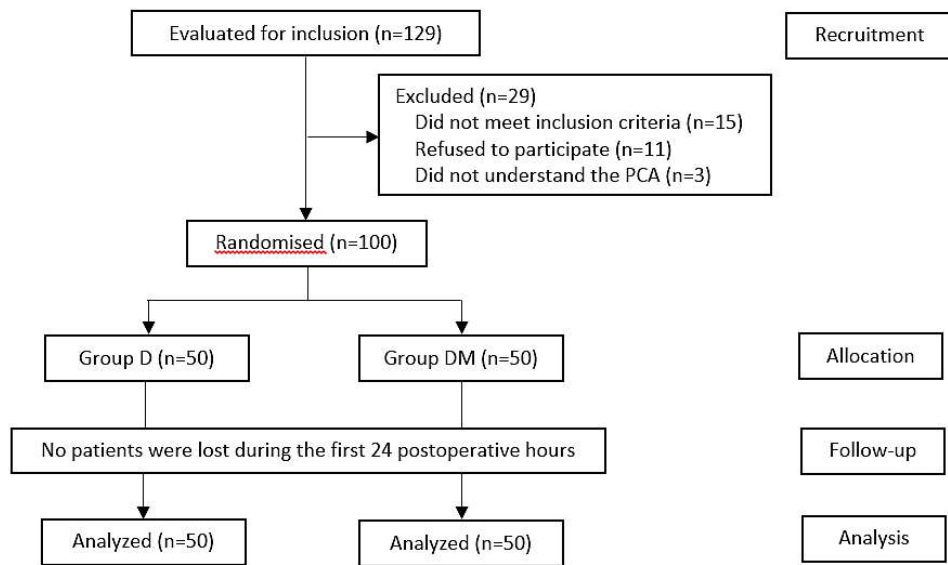 Evaluated for inclusion (n=129)
Recruitment
Excluded (n=29)
Did not meet inclusion criteria (n=15)
Refused to participate (n=11)
Did not understand the PCA (n=3)
Randomised (n=100)
Group D (n=50)
Group DM (n=50)
Allocation
No patients were lost during the first 24 postoperative hours
Follow-up
Analyzed (n=50)
Analyzed (n=50)
Analysis